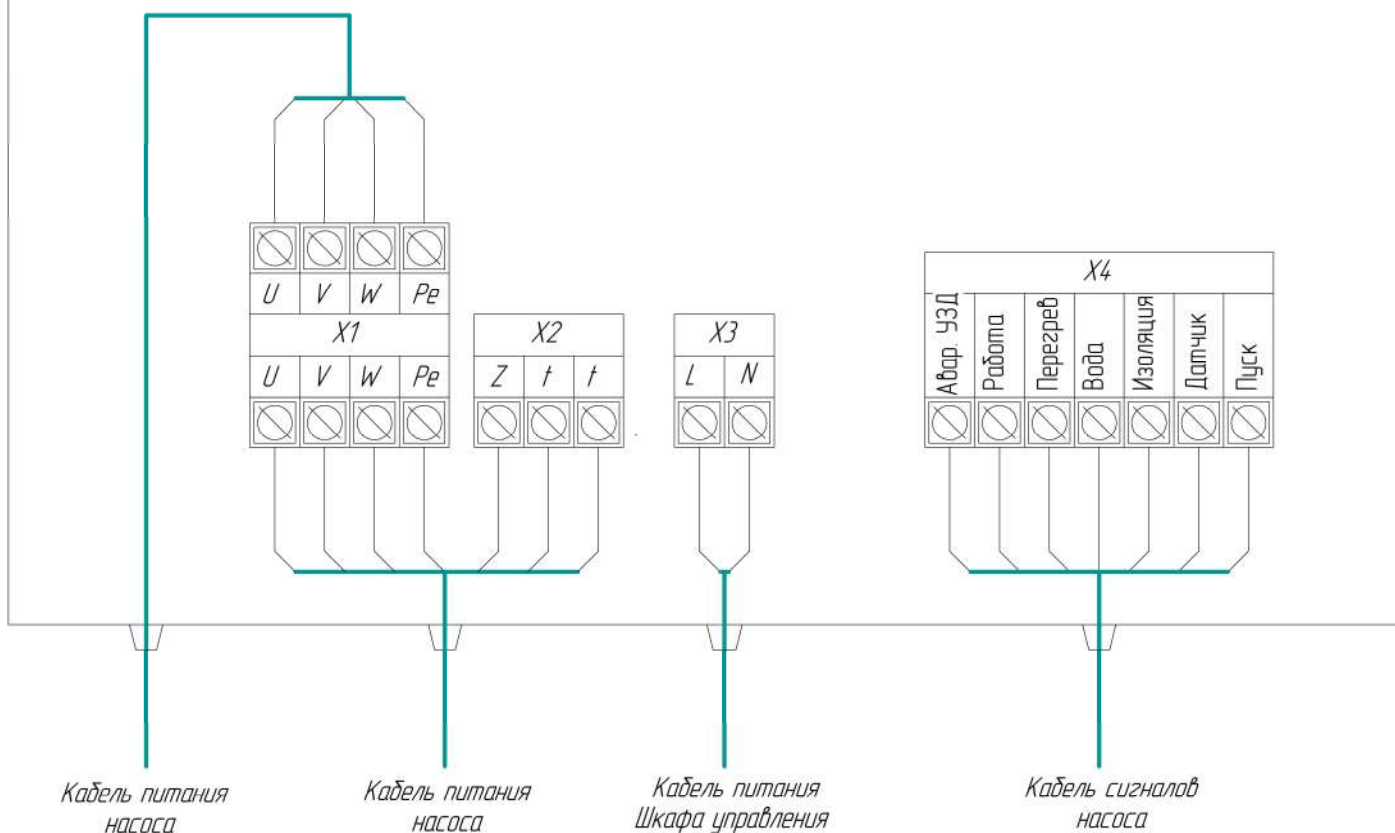 U V W Pe
X1
U V W Pe
X2
Z t t
X3
L N
X4
Авар. УЗД
Работа
Перегрев
Вода
Изоляция
Датчик
Пуск
Кабель питания
насоса
Кабель питания
насоса
Кабель питания
Шкафа управления
Кабель сигналов
насоса